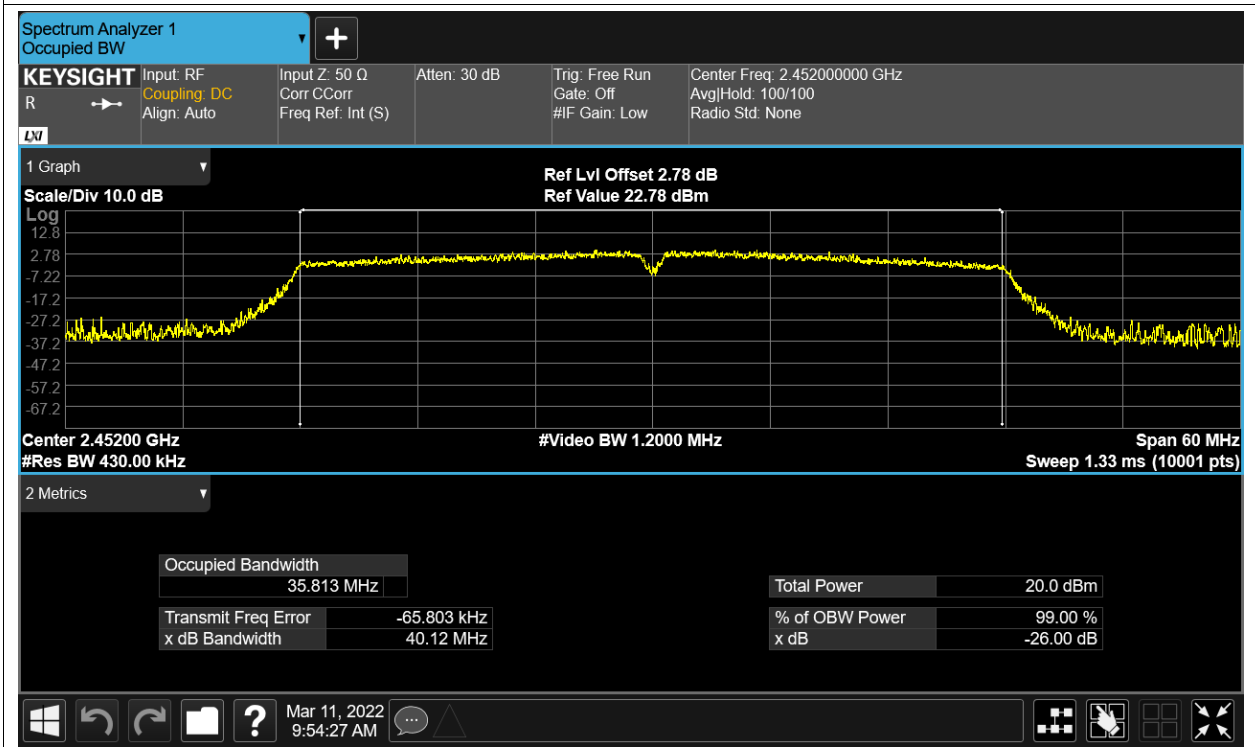 Spectrum Analyzer 1
Occupied BW
KEYSIGHT
R
LXI
Input: RF
Coupling: DC
Align: Auto
Input Z: 50 Ω
Corr CCorr
Freq Ref: Int (S)
Atten: 30 dB
Trig: Free Run
Gate: Off
#IF Gain: Low
Center Freq: 2.452000000 GHz
Avg|Hold: 100/100
Radio Std: None
1 Graph
Scale/Div 10.0 dB
Ref Lvl Offset 2.78 dB
Ref Value 22.78 dBm
Log
12.8
2.78
-7.22
-17.2
-27.2
-37.2
-47.2
-57.2
-67.2
Center 2.45200 GHz
#Video BW 1.2000 MHz
Span 60 MHz
#Res BW 430.00 kHz
Sweep 1.33 ms (10001 pts)
2 Metrics
Occupied Bandwidth
35.813 MHz
Total Power 20.0 dBm
Transmit Freq Error -65.803 kHz
% of OBW Power 99.00 %
x dB Bandwidth 40.12 MHz
x dB -26.00 dB
?
Mar 11, 2022
9:54:27 AM